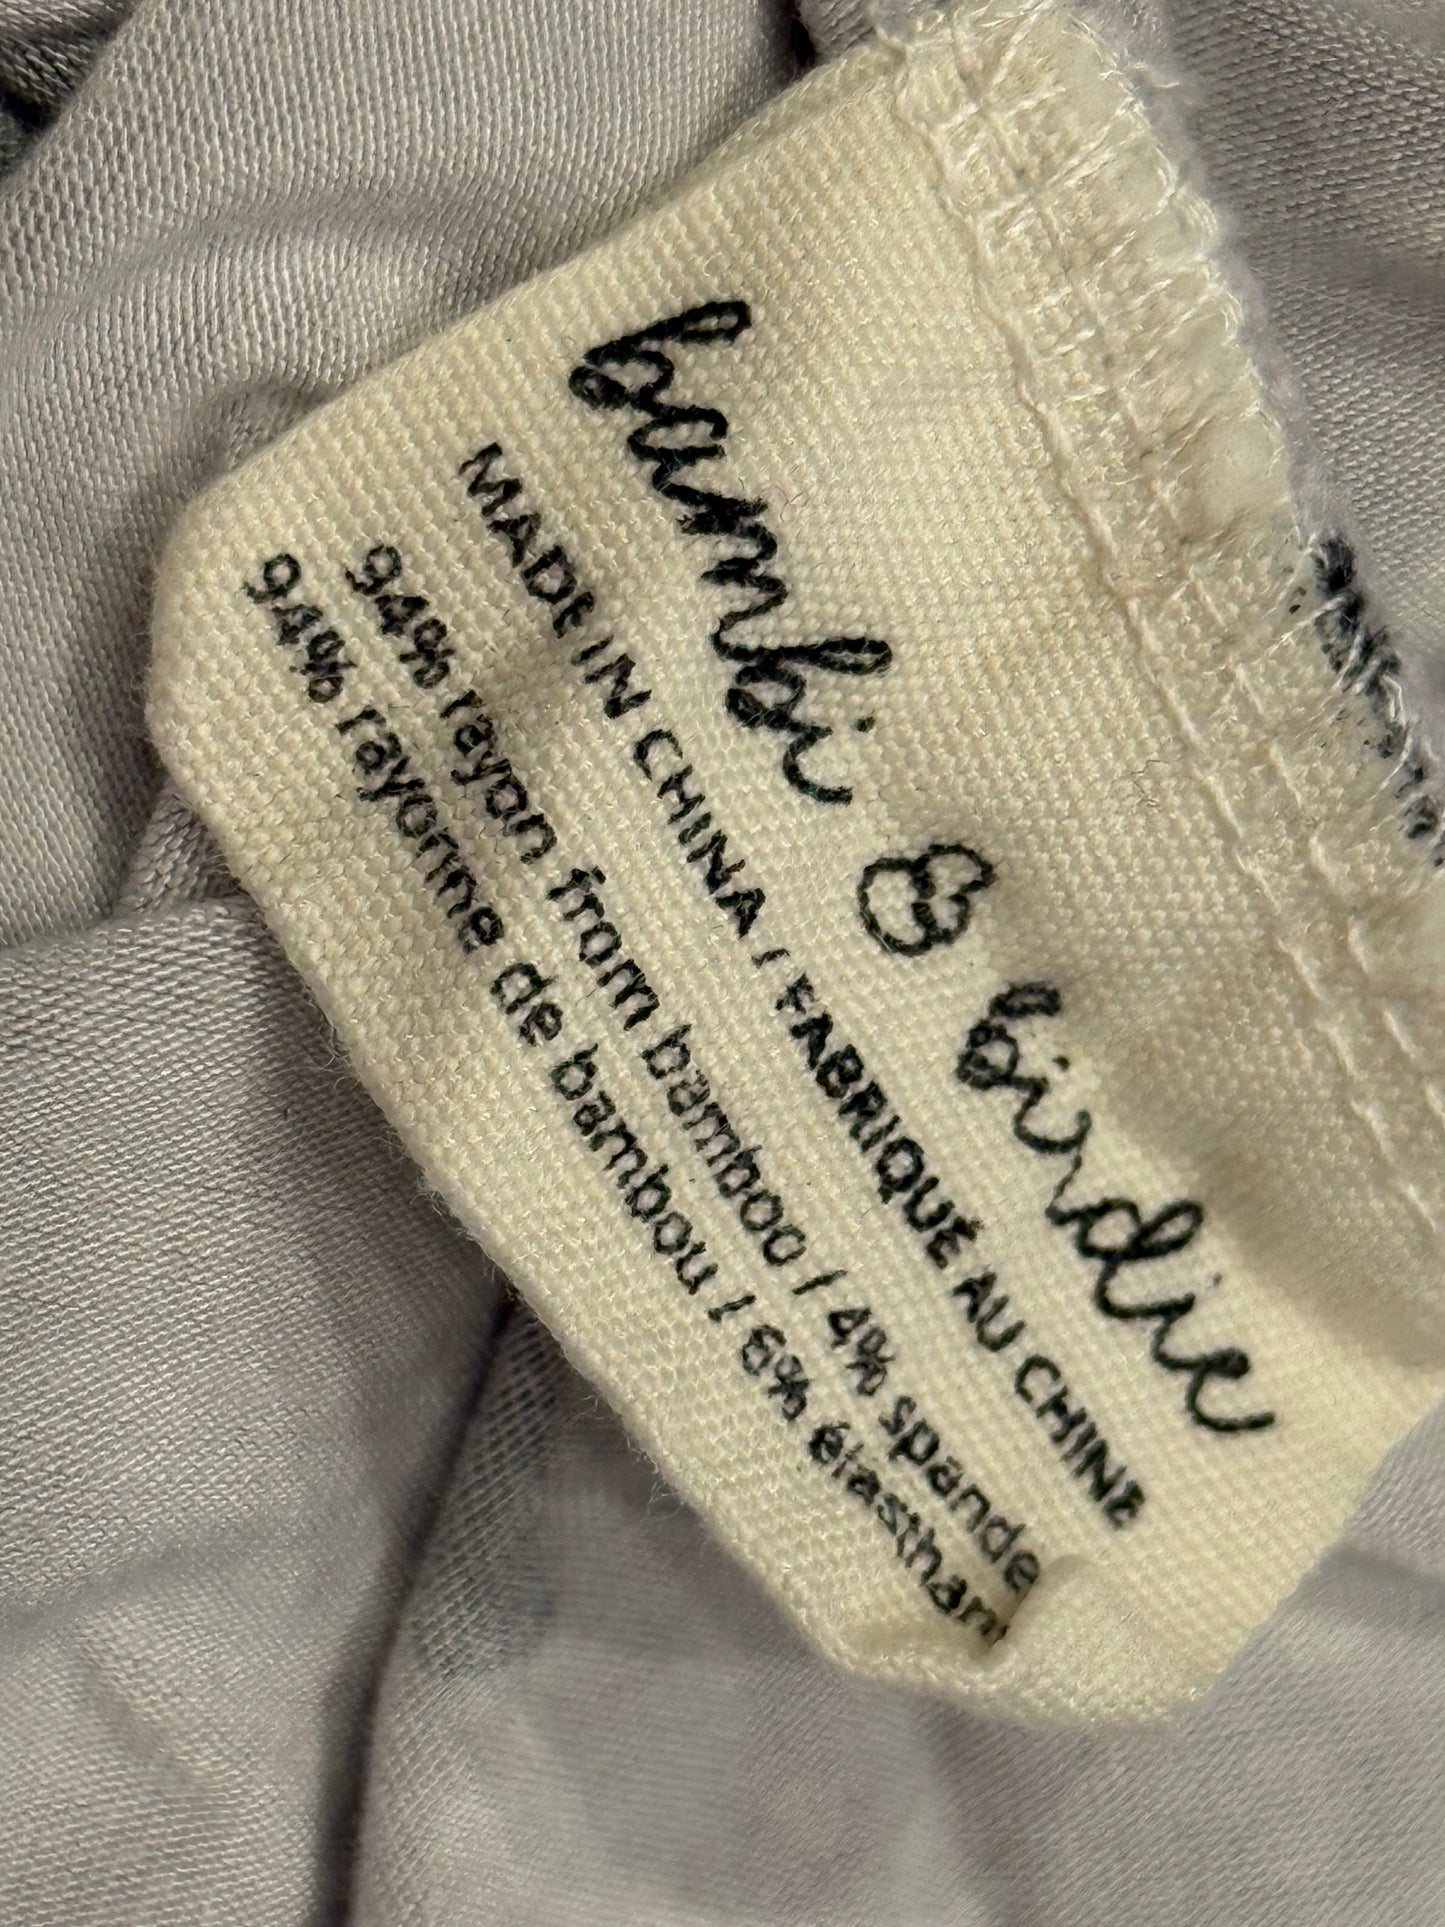 bambi & birdie
MADE IN CHINA / FABRIQUÉ AU CHINE
94% rayon from bamboo / 4% spande
94% rayonne de bambou / 6% élasthan